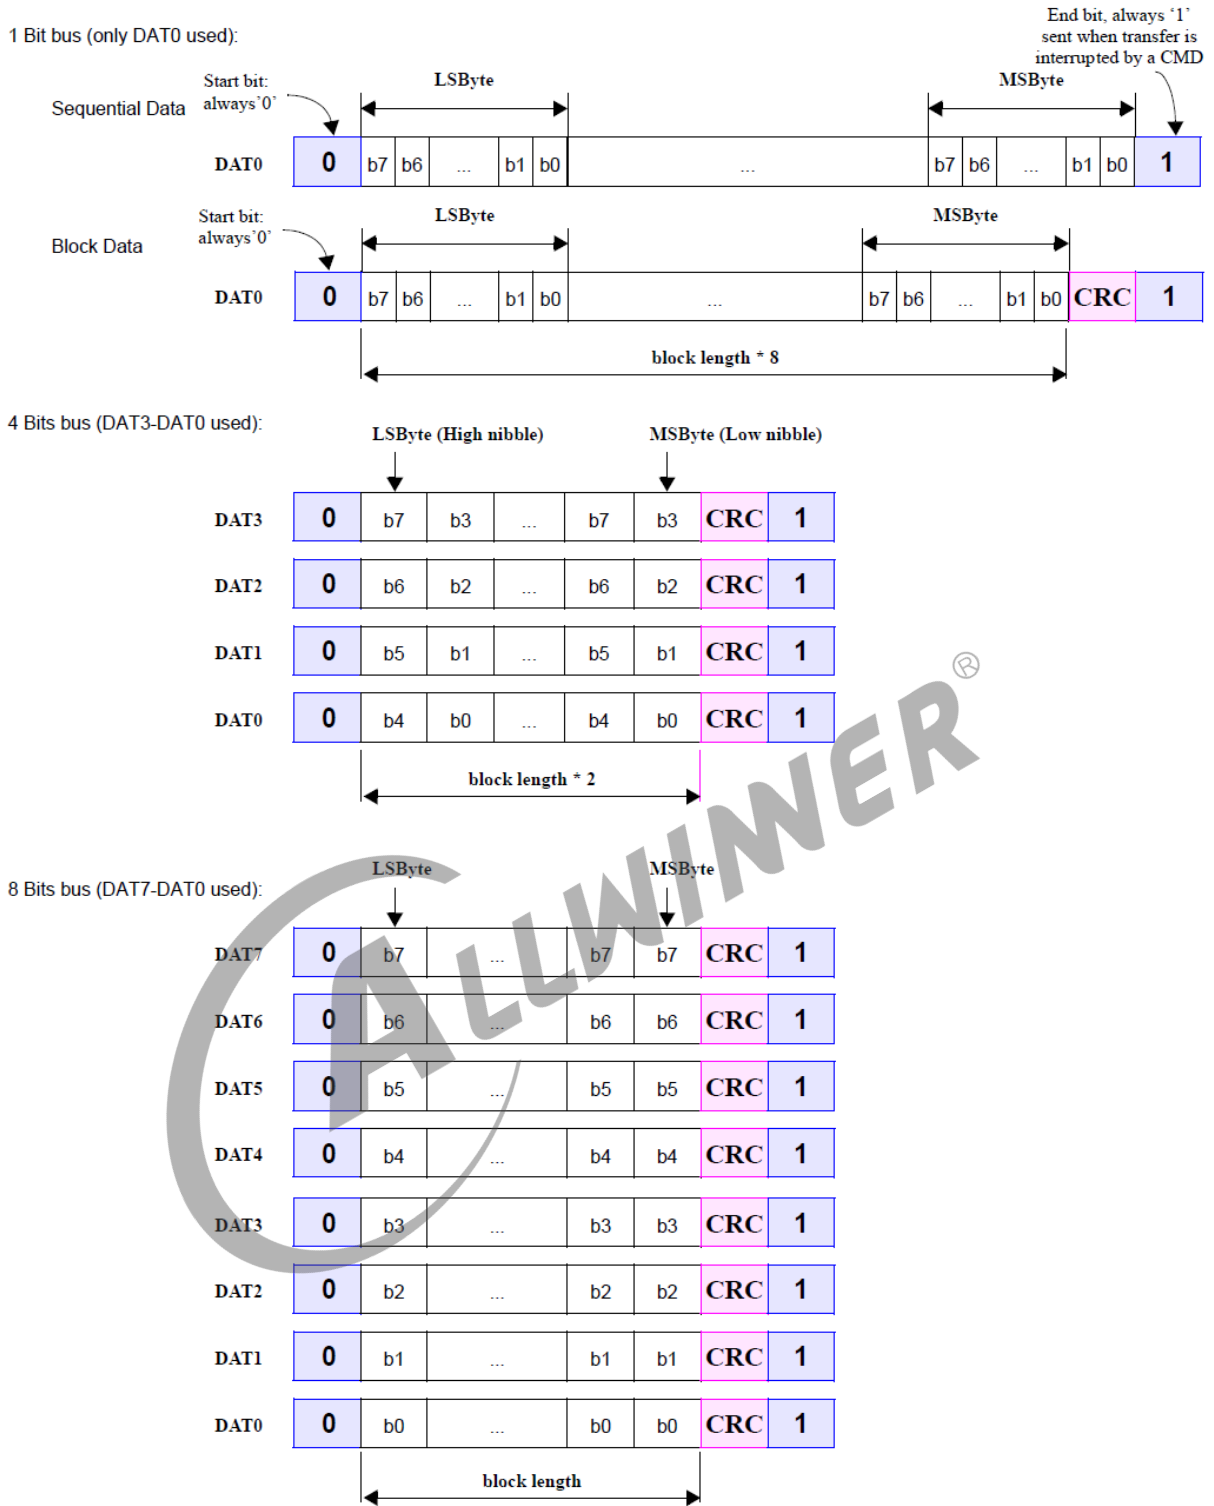 1 Bit bus (only DAT0 used):
End bit, always ‘1’
sent when transfer is
interrupted by a CMD
Sequential Data
Start bit:
always’0’
LSByte
MSByte
DAT0 0 b7 b6 ... b1 b0 ... b7 b6 ... b1 b0 1
Block Data
Start bit:
always’0’
LSByte
MSByte
DAT0 0 b7 b6 ... b1 b0 ... b7 b6 ... b1 b0 CRC 1
block length * 8
4 Bits bus (DAT3-DAT0 used):
LSByte (High nibble)
MSByte (Low nibble)
DAT3 0 b7 b3 ... b7 b3 CRC 1
DAT2 0 b6 b2 ... b6 b2 CRC 1
DAT1 0 b5 b1 ... b5 b1 CRC 1
DAT0 0 b4 b0 ... b4 b0 CRC 1
block length * 2
8 Bits bus (DAT7-DAT0 used):
LSByte
MSByte
DAT7 0 b7 ... b7 b7 CRC 1
DAT6 0 b6 ... b6 b6 CRC 1
DAT5 0 b5 ... b5 b5 CRC 1
DAT4 0 b4 ... b4 b4 CRC 1
DAT3 0 b3 ... b3 b3 CRC 1
DAT2 0 b2 ... b2 b2 CRC 1
DAT1 0 b1 ... b1 b1 CRC 1
DAT0 0 b0 ... b0 b0 CRC 1
block length
ALLWINNER®